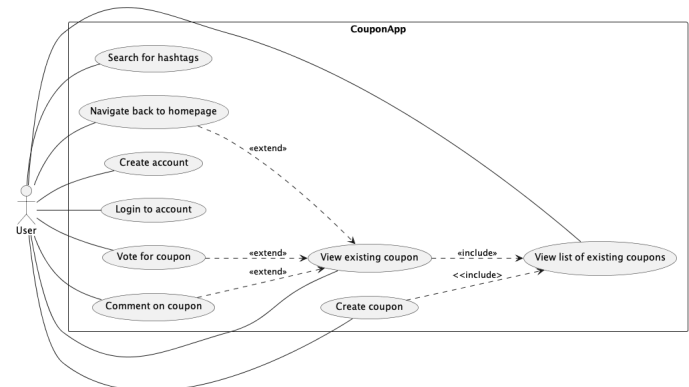 CouponApp
Search for hashtags
Navigate back to homepage
«extend»
Create account
Login to account
User
Vote for coupon
«extend»
View existing coupon
«include»
View list of existing coupons
«extend»
<<include>
Comment on coupon
Create coupon